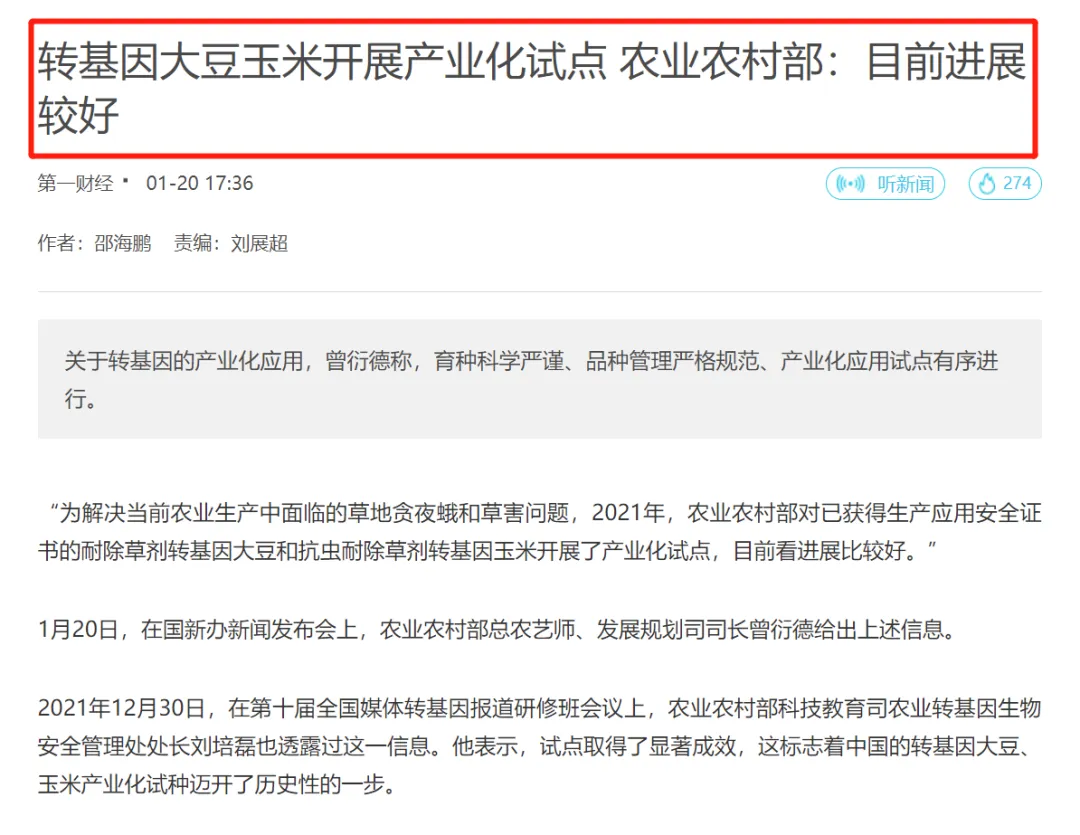 转基因大豆玉米开展产业化试点 农业农村部：目前进展
较好
第一财经 · 01-20 17:36
听新闻
274
作者：邵海鹏 责编：刘展超
关于转基因的产业化应用，曾衍德称，育种科学严谨、品种管理严格规范、产业化应用试点有序进
行。
“为解决当前农业生产中面临的草地贪夜蛾和草害问题，2021年，农业农村部对已获得生产应用安全证
书的耐除草剂转基因大豆和抗虫耐除草剂转基因玉米开展了产业化试点，目前看进展比较好。”
1月20日，在国新办新闻发布会上，农业农村部总农艺师、发展规划司司长曾衍德给出上述信息。
2021年12月30日，在第十届全国媒体转基因报道研修班会议上，农业农村部科技教育司农业转基因生物
安全管理处处长刘培磊也透露过这一信息。他表示，试点取得了显著成效，这标志着中国的转基因大豆、
玉米产业化试种迈开了历史性的一步。